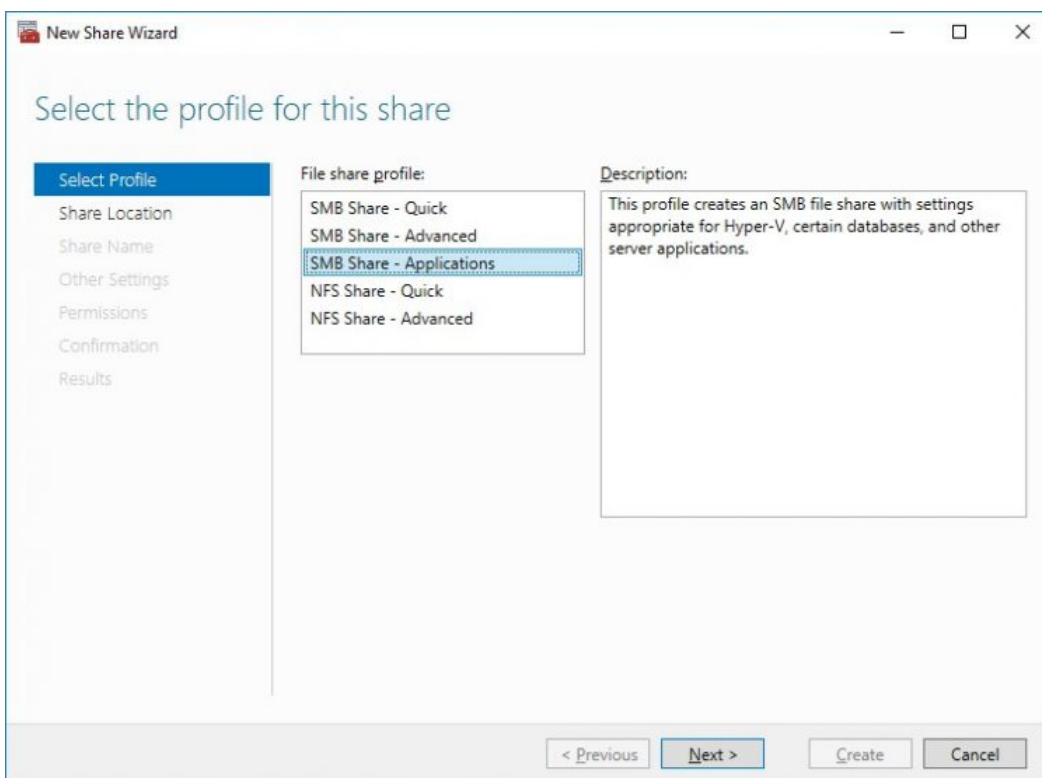 New Share Wizard
Select the profile for this share
Select Profile
Share Location
Share Name
Other Settings
Permissions
Confirmation
Results
File share profile:
SMB Share - Quick
SMB Share - Advanced
SMB Share - Applications
NFS Share - Quick
NFS Share - Advanced
Description:
This profile creates an SMB file share with settings
appropriate for Hyper-V, certain databases, and other
server applications.
< Previous Next > Create Cancel